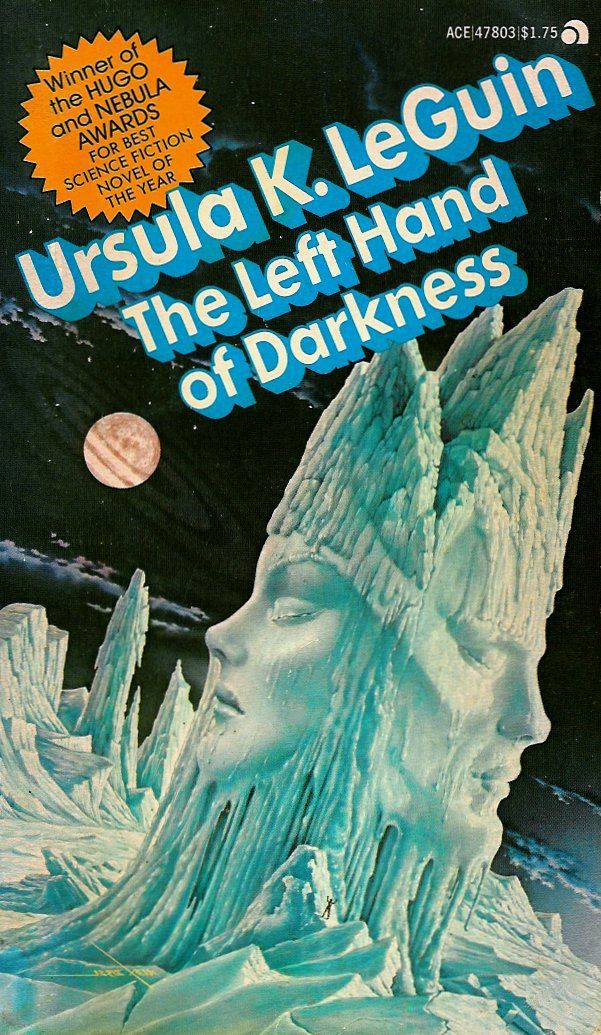 ACE|47803|$1.75
Winner of
the HUGO
and NEBULA
AWARDS
FOR BEST
SCIENCE FICTION
NOVEL OF
THE YEAR
Ursula K. LeGuin
The Left Hand
of Darkness